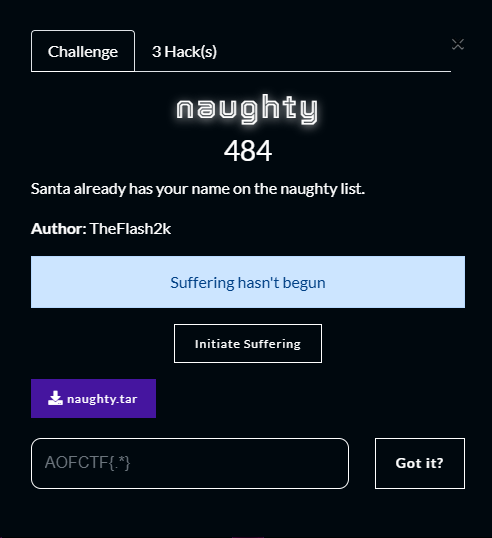 Challenge
3 Hack(s)
naughty
484
Santa already has your name on the naughty list.
Author: TheFlash2k
Suffering hasn't begun
Initiate Suffering
naughty.tar
AOFCTF{.*}
Got it?